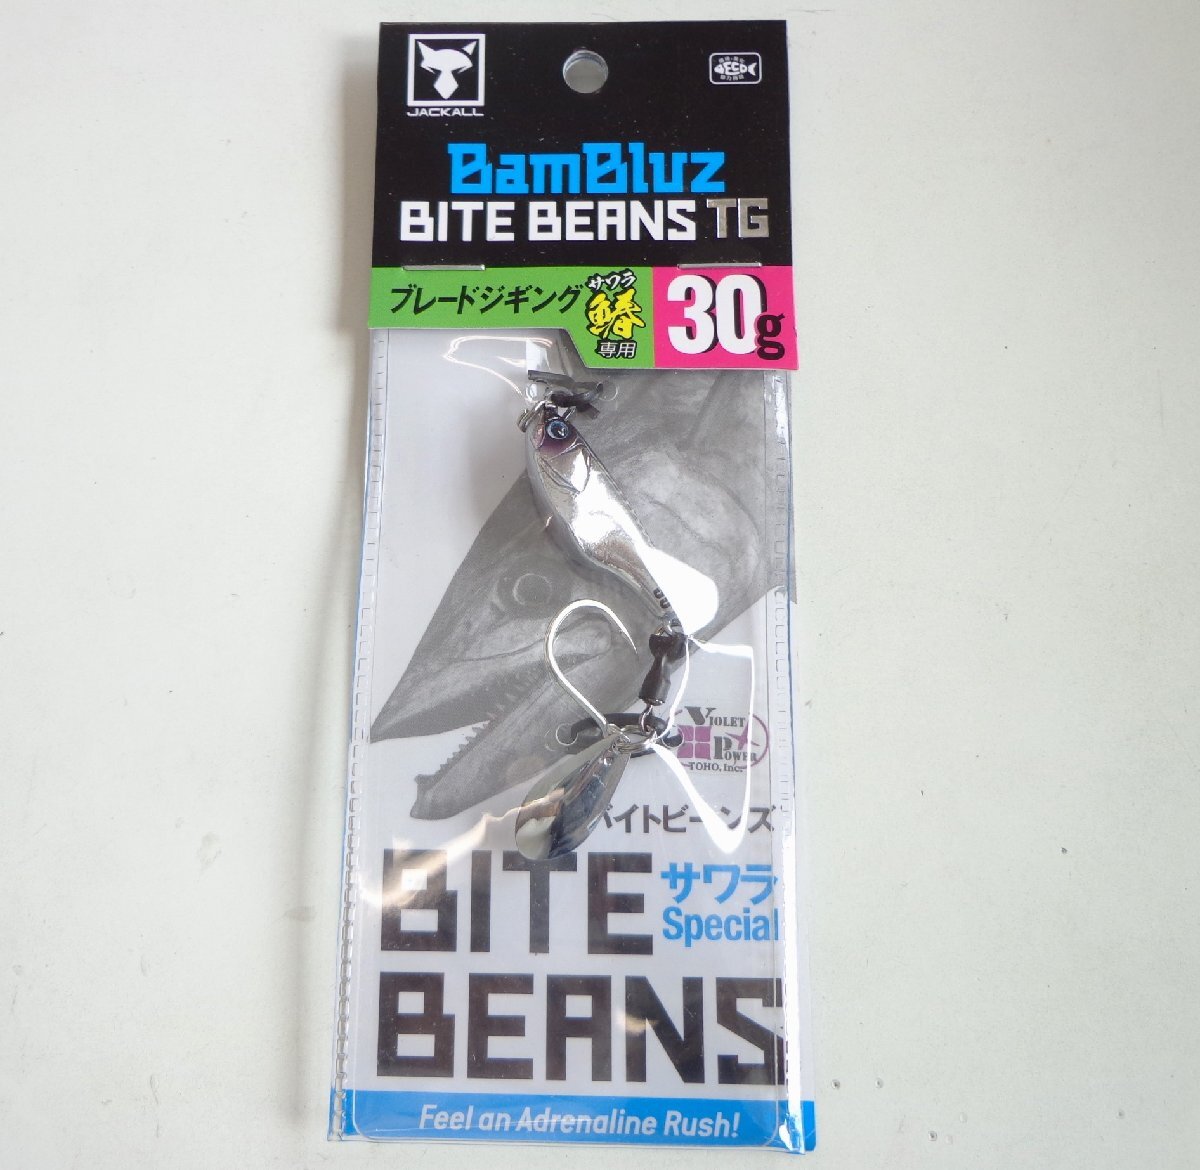 JACKALL
ECO
BamBluz
BITE BEANS TG
ブレードジギング
サワラ
鰆
専用
30g
VIOLET
POWER
TOHO, Inc.
バイトビーンズ
BITE
サワラ
Special
BEANS
Feel an Adrenaline Rush!